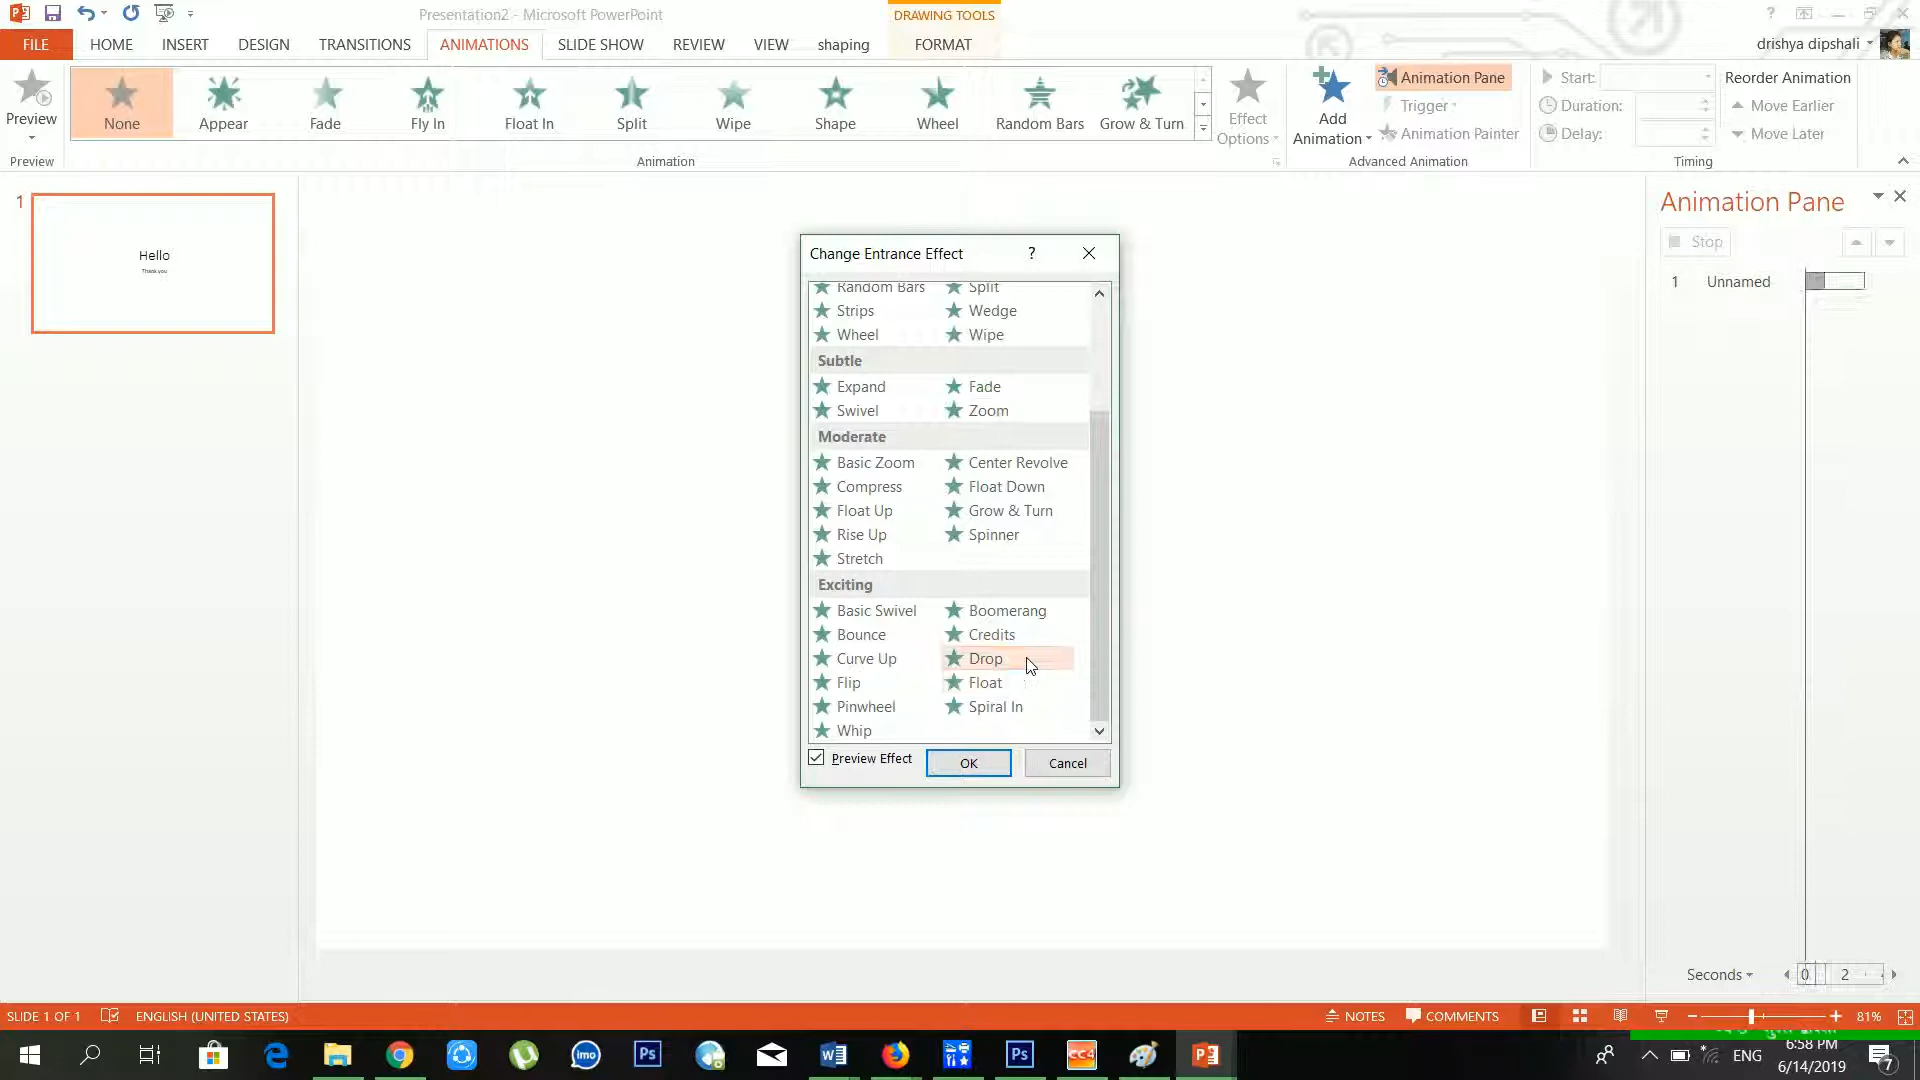 Presentation2 - Microsoft PowerPoint
DRAWING TOOLS
FILE HOME INSERT DESIGN TRANSITIONS ANIMATIONS SLIDE SHOW REVIEW VIEW shaping FORMAT
drishya dipshali
Preview
None Appear Fade Fly In Float In Split Wipe Shape Wheel Random Bars Grow & Turn
Effect Options
Add Animation
Animation Pane
Trigger
Animation Painter
Start:
Duration:
Delay:
Reorder Animation
Move Earlier
Move Later
Preview Animation Advanced Animation Timing
1
Hello
Thank you
Change Entrance Effect ?
Random Bars Split
Strips Wedge
Wheel Wipe
Subtle
Expand Fade
Swivel Zoom
Moderate
Basic Zoom Center Revolve
Compress Float Down
Float Up Grow & Turn
Rise Up Spinner
Stretch
Exciting
Basic Swivel Boomerang
Bounce Credits
Curve Up Drop
Flip Float
Pinwheel Spiral In
Whip
Preview Effect OK Cancel
Animation Pane
Stop
1 Unnamed
Seconds 0 2
SLIDE 1 OF 1 ENGLISH (UNITED STATES) NOTES COMMENTS 81%
imo Ps Ps CC4
ENG
6:58 PM
6/14/2019
7